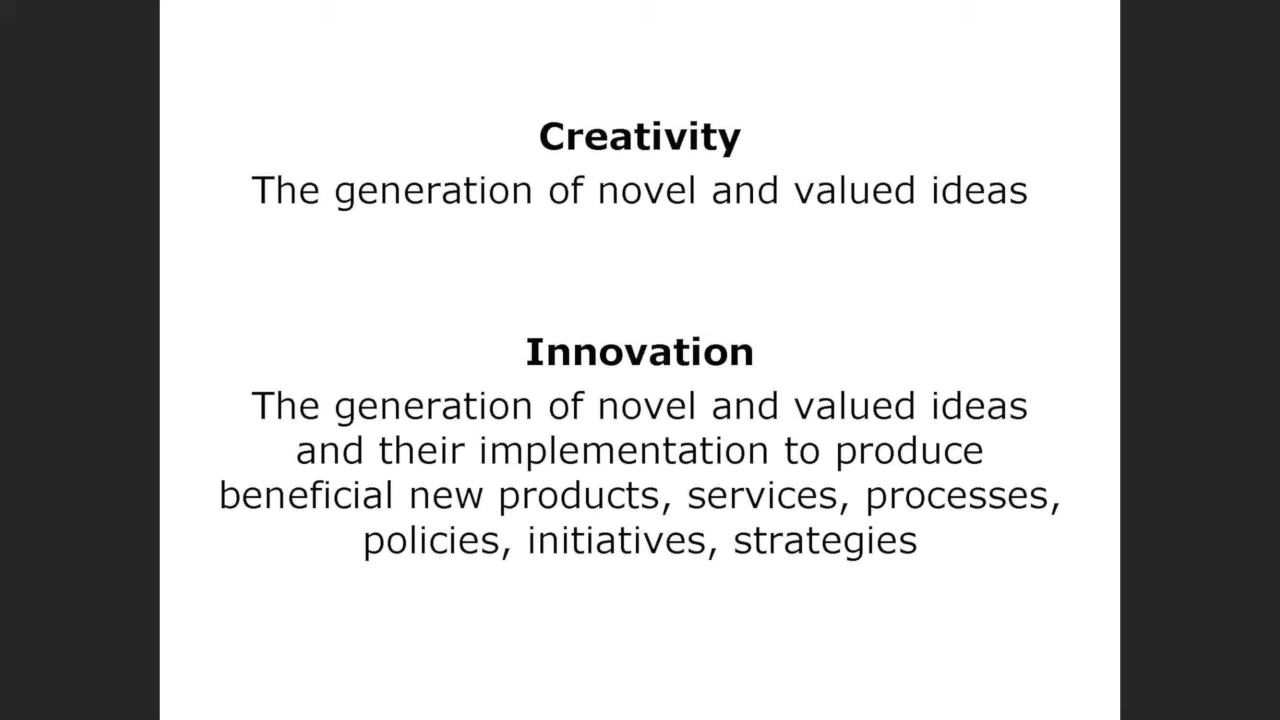 Creativity
The generation of novel and valued ideas
Innovation
The generation of novel and valued ideas
and their implementation to produce
beneficial new products, services, processes,
policies, initiatives, strategies